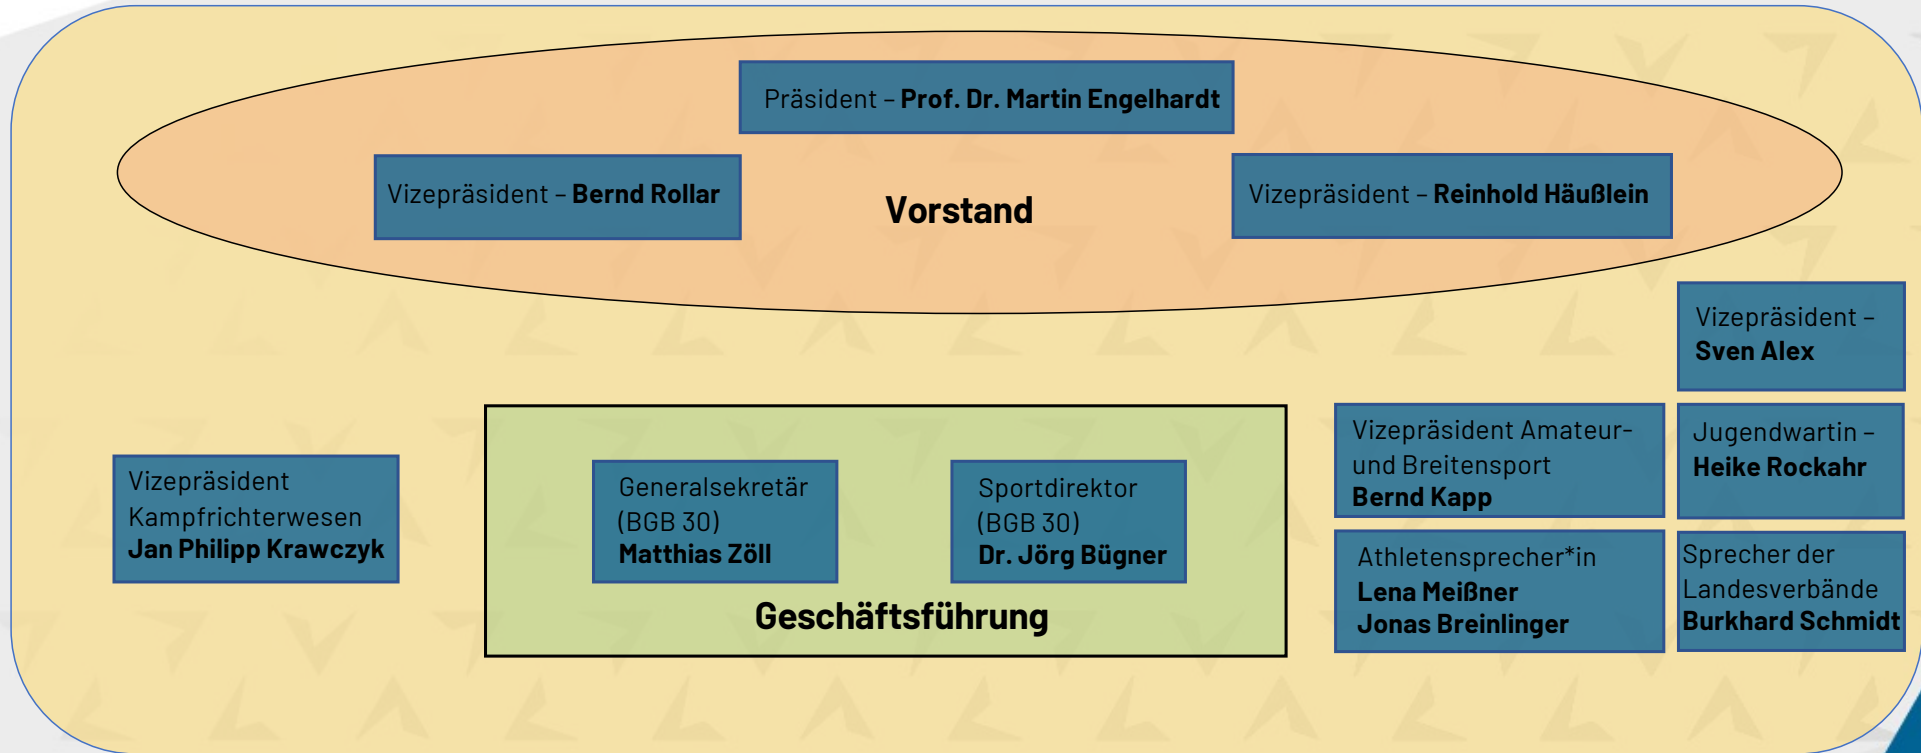 Präsident – Prof. Dr. Martin Engelhardt
Vizepräsident – Bernd Rollar
Vorstand
Vizepräsident – Reinhold Häußlein
Vizepräsident –
Sven Alex
Vizepräsident
Kampfrichterwesen
Jan Philipp Krawczyk
Generalsekretär
(BGB 30)
Matthias Zöll
Sportdirektor
(BGB 30)
Dr. Jörg Bügner
Geschäftsführung
Vizepräsident Amateur-
und Breitensport
Bernd Kapp
Jugendwartin –
Heike Rockahr
Athletensprecher*in
Lena Meißner
Jonas Breinlinger
Sprecher der
Landesverbände
Burkhard Schmidt